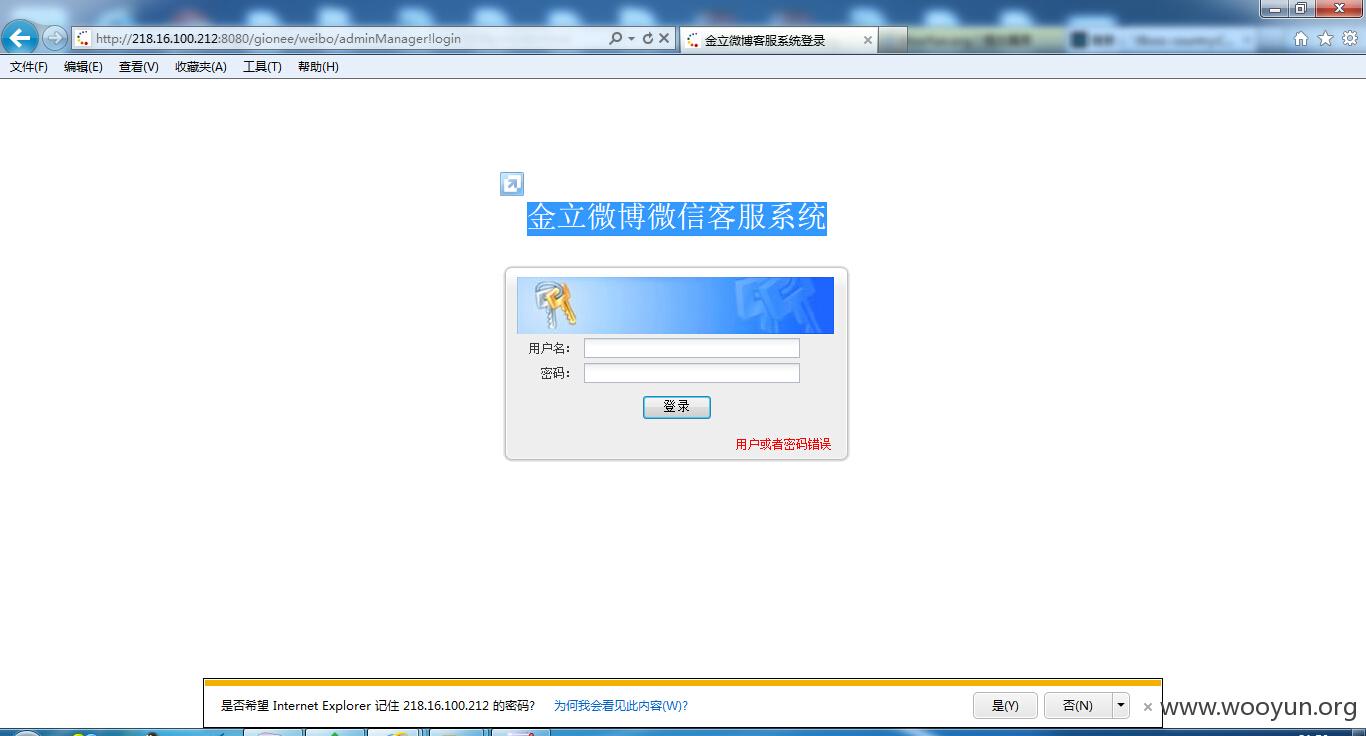 http://218.16.100.212:8080/gionee/weibo/adminManager!login
金立微博客服系统登录
文件(F) 编辑(E) 查看(V) 收藏夹(A) 工具(T) 帮助(H)
金立微博微信客服系统
用户名:
密码:
登录
用户或者密码错误
是否希望 Internet Explorer 记住 218.16.100.212 的密码? 为何我会看见此内容(W)? 是(Y) 否(N)
www.wooyun.org